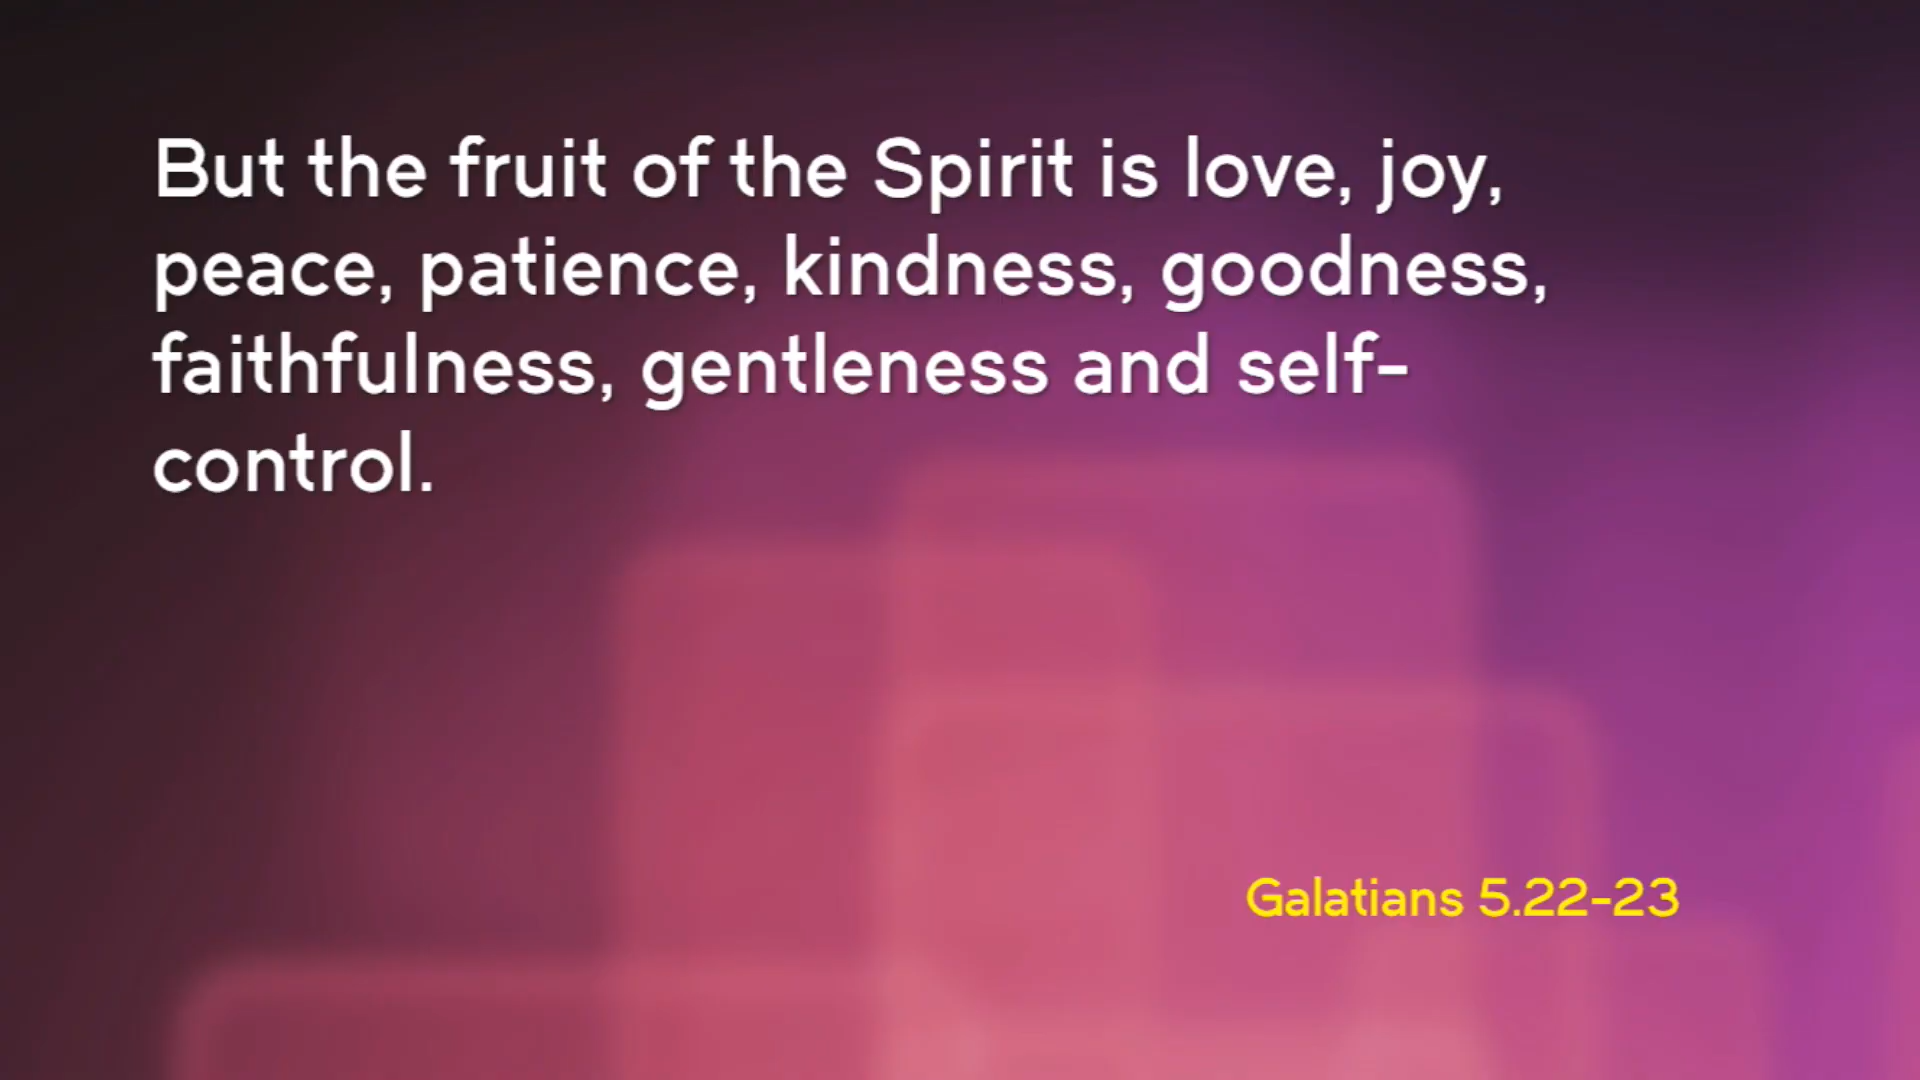 But the fruit of the Spirit is love, joy,
peace, patience, kindness, goodness,
faithfulness, gentleness and self-
control.
Galatians 5.22-23